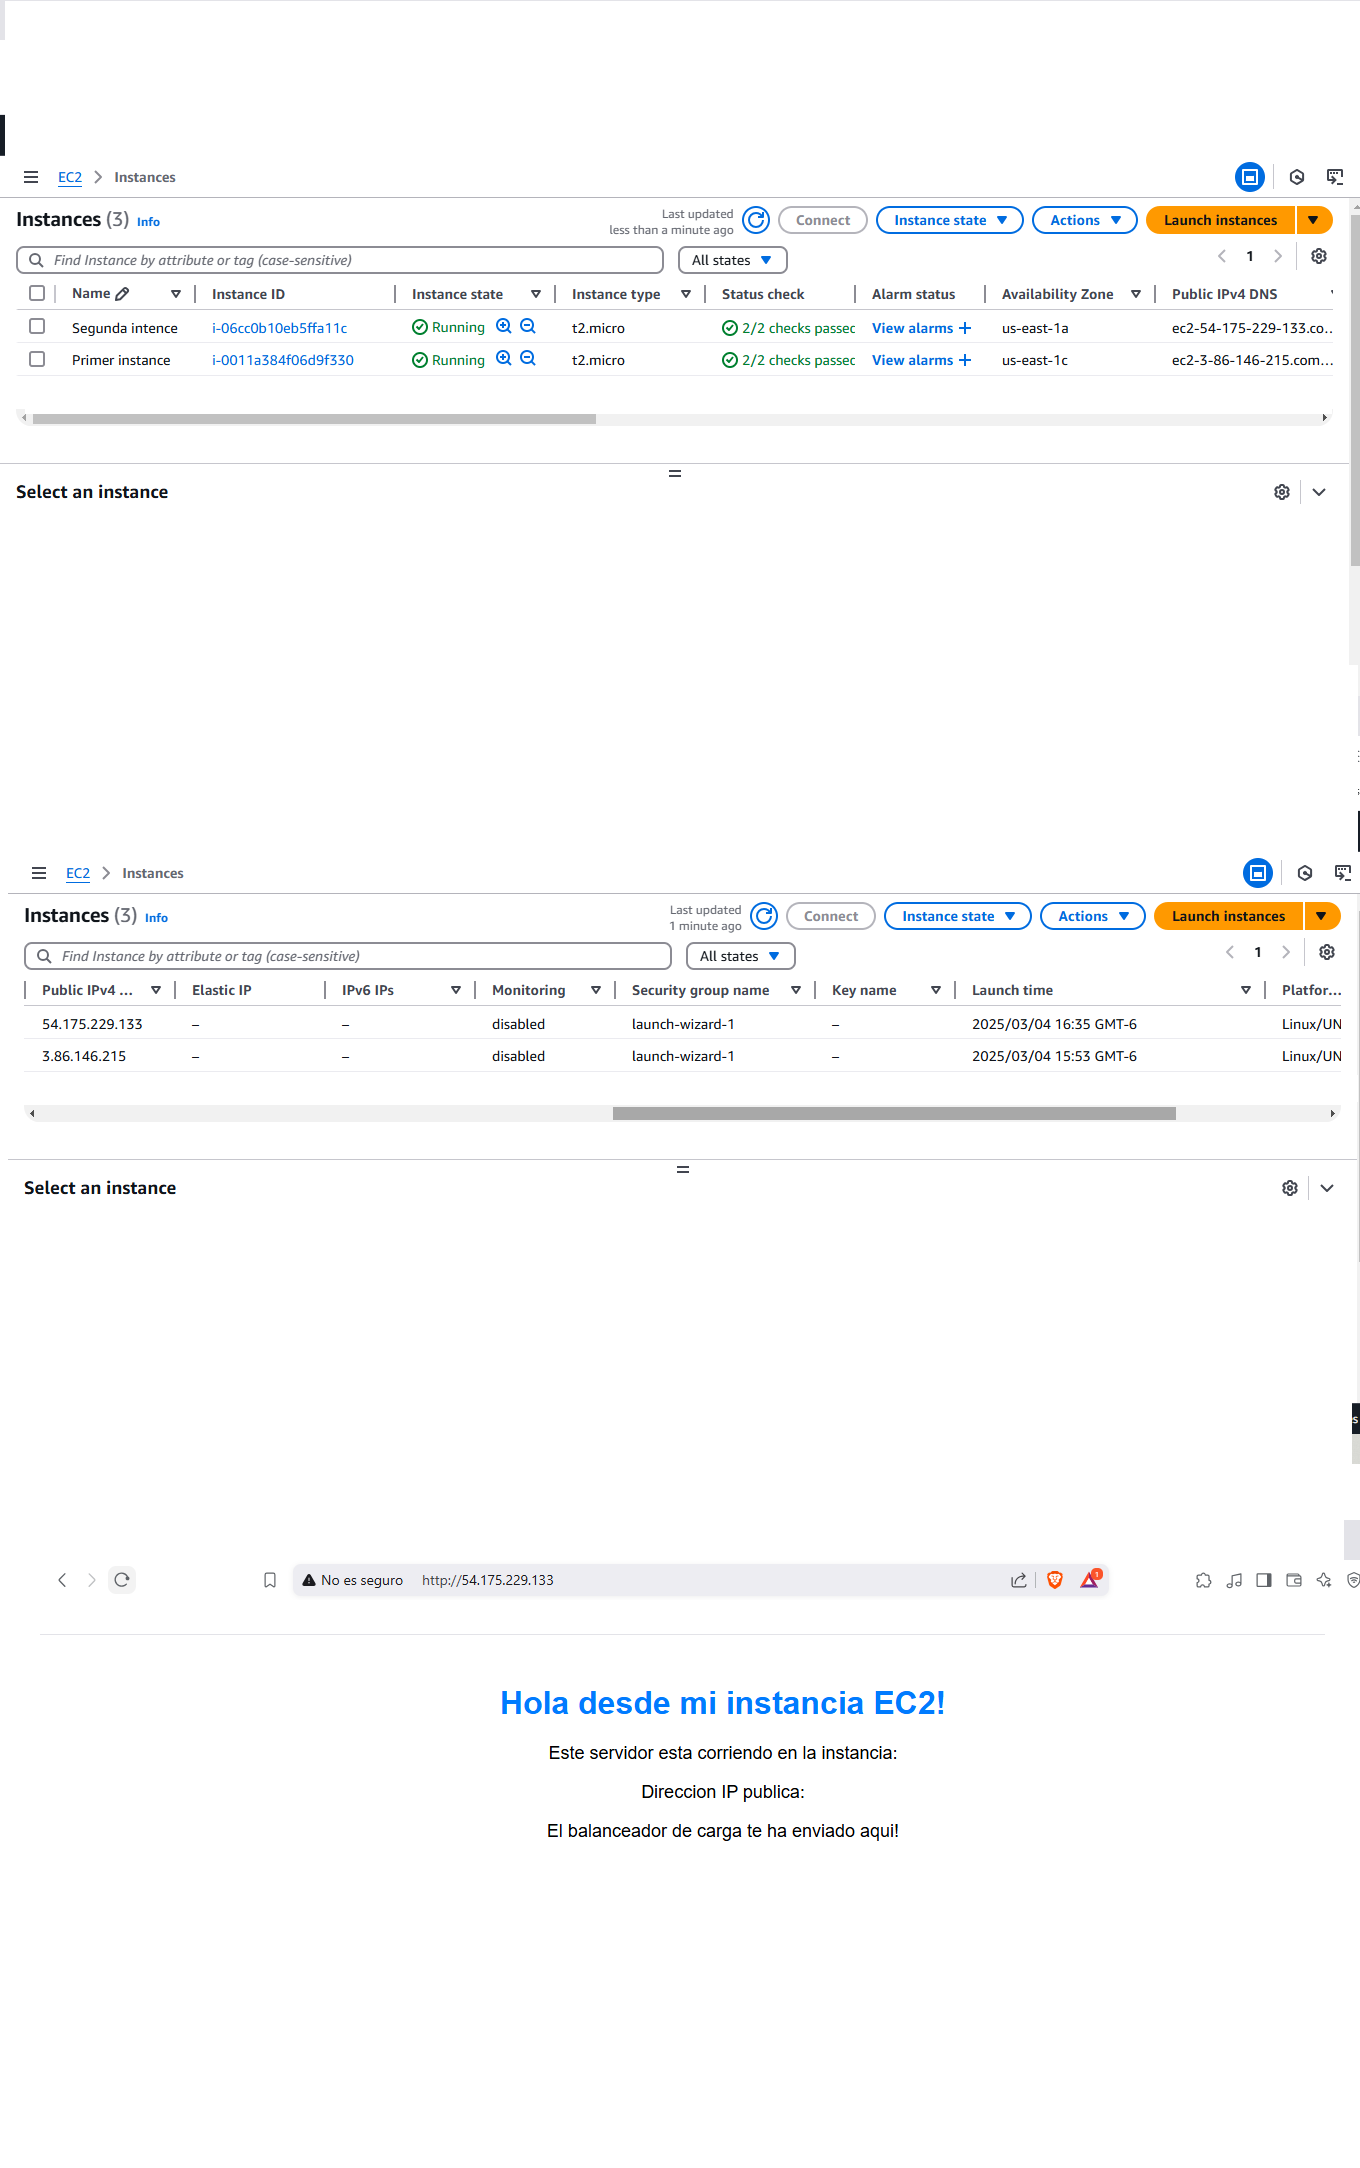 EC2 > Instances
Instances (3) Info
Last updated
less than a minute ago
Connect
Instance state
Actions
Launch instances
Find Instance by attribute or tag (case-sensitive)
All states
1
Name Instance ID Instance state Instance type Status check Alarm status Availability Zone Public IPv4 DNS
Segunda intence i-06cc0b10eb5ffa11c Running t2.micro 2/2 checks passec View alarms + us-east-1a ec2-54-175-229-133.co...
Primer instance i-0011a384f06d9f330 Running t2.micro 2/2 checks passec View alarms + us-east-1c ec2-3-86-146-215.com...
Select an instance
EC2 > Instances
Instances (3) Info
Last updated
1 minute ago
Connect
Instance state
Actions
Launch instances
Find Instance by attribute or tag (case-sensitive)
All states
1
Public IPv4 ... Elastic IP IPv6 IPs Monitoring Security group name Key name Launch time Platfor...
54.175.229.133 – – disabled launch-wizard-1 – 2025/03/04 16:35 GMT-6 Linux/UN
3.86.146.215 – – disabled launch-wizard-1 – 2025/03/04 15:53 GMT-6 Linux/UN
Select an instance
No es seguro http://54.175.229.133
1
Hola desde mi instancia EC2!
Este servidor esta corriendo en la instancia:
Direccion IP publica:
El balanceador de carga te ha enviado aqui!